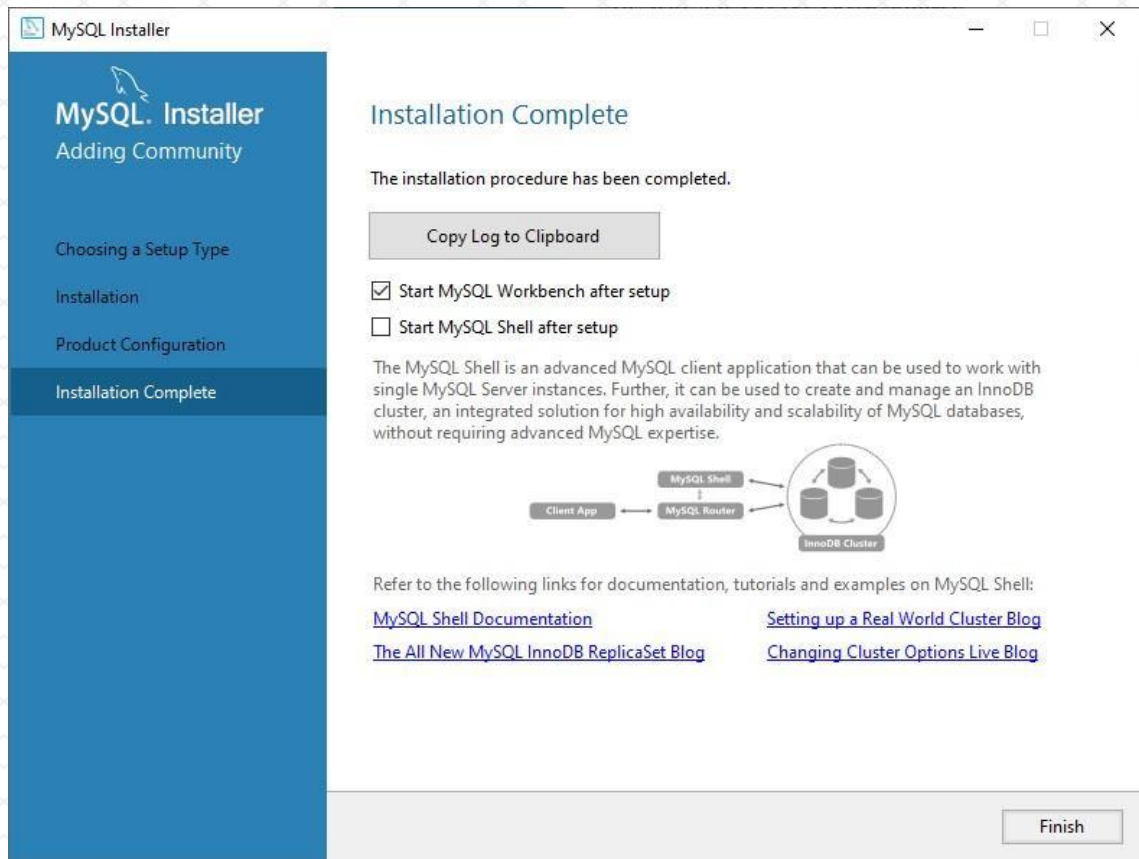 MySQL Installer
MySQL. Installer
Adding Community
Choosing a Setup Type
Installation
Product Configuration
Installation Complete
Installation Complete
The installation procedure has been completed.
Copy Log to Clipboard
Start MySQL Workbench after setup
Start MySQL Shell after setup
The MySQL Shell is an advanced MySQL client application that can be used to work with
single MySQL Server instances. Further, it can be used to create and manage an InnoDB
cluster, an integrated solution for high availability and scalability of MySQL databases,
without requiring advanced MySQL expertise.
MySQL Shell
Client App
MySQL Router
InnoDB Cluster
Refer to the following links for documentation, tutorials and examples on MySQL Shell:
MySQL Shell Documentation
Setting up a Real World Cluster Blog
The All New MySQL InnoDB ReplicaSet Blog
Changing Cluster Options Live Blog
Finish